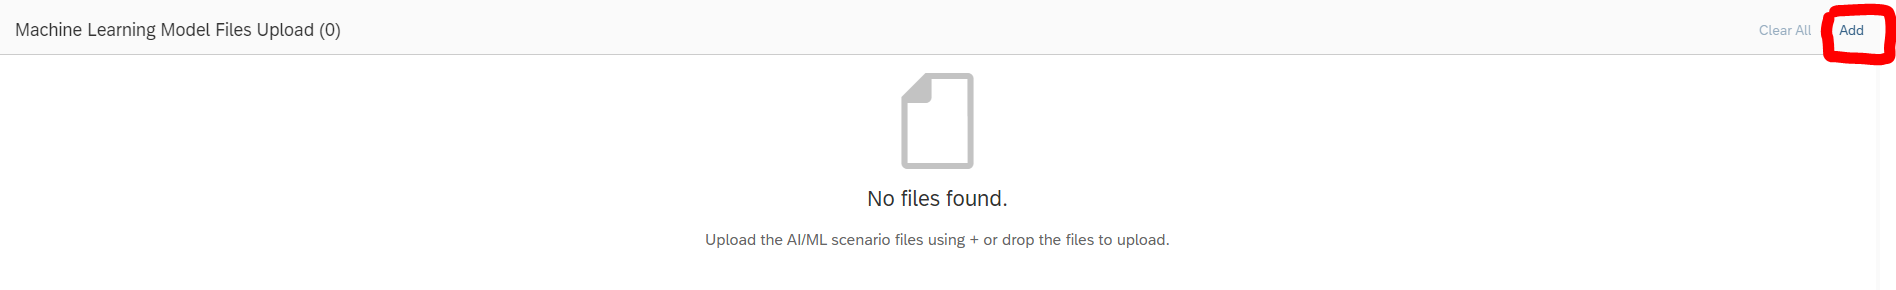 Machine Learning Model Files Upload (0)
Clear All
Add
No files found.
Upload the AI/ML scenario files using + or drop the files to upload.